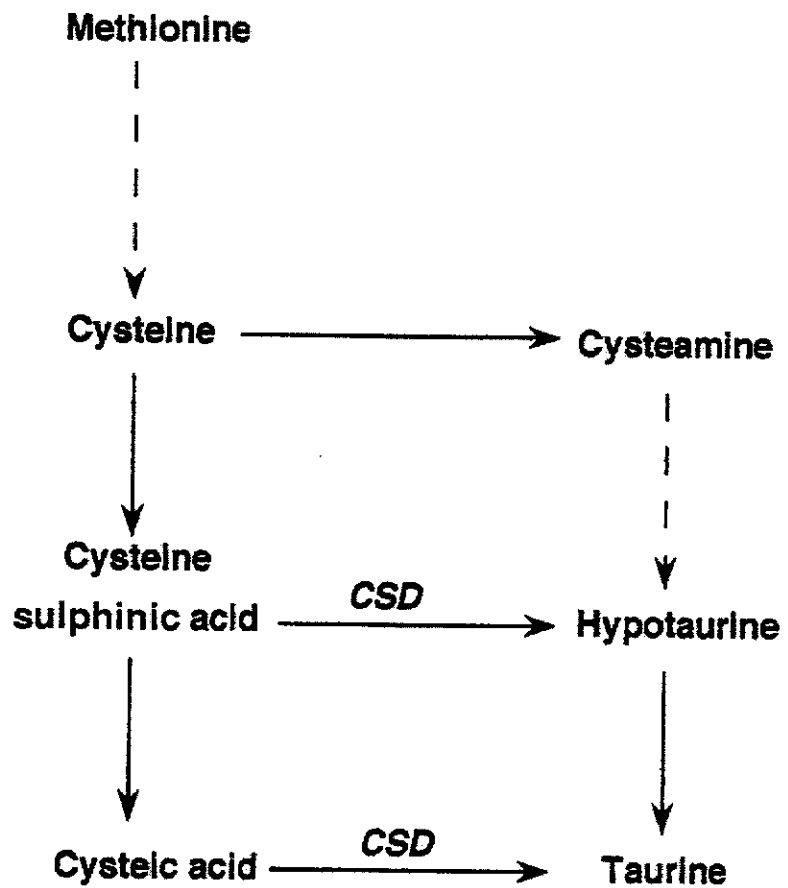 Methionine
Cysteine
Cysteamine
Cysteine
sulphinic acid
CSD
Hypotaurine
Cysteic acid
CSD
Taurine